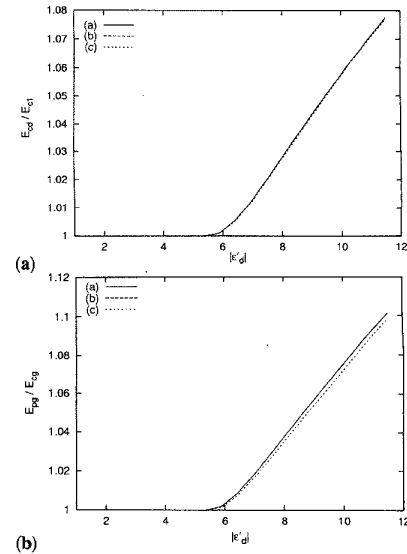 1.08
1.07
1.06
1.05
1.04
1.03
1.02
1.01
1
(a)
(b)
(c)
E_cd / E_c1
2 4 6 8 10 12
|ε'_d|
(a)
1.12
1.1
1.08
1.06
1.04
1.02
1
(a)
(b)
(c)
E_pg / E_cg
2 4 6 8 10 12
|ε'_d|
(b)